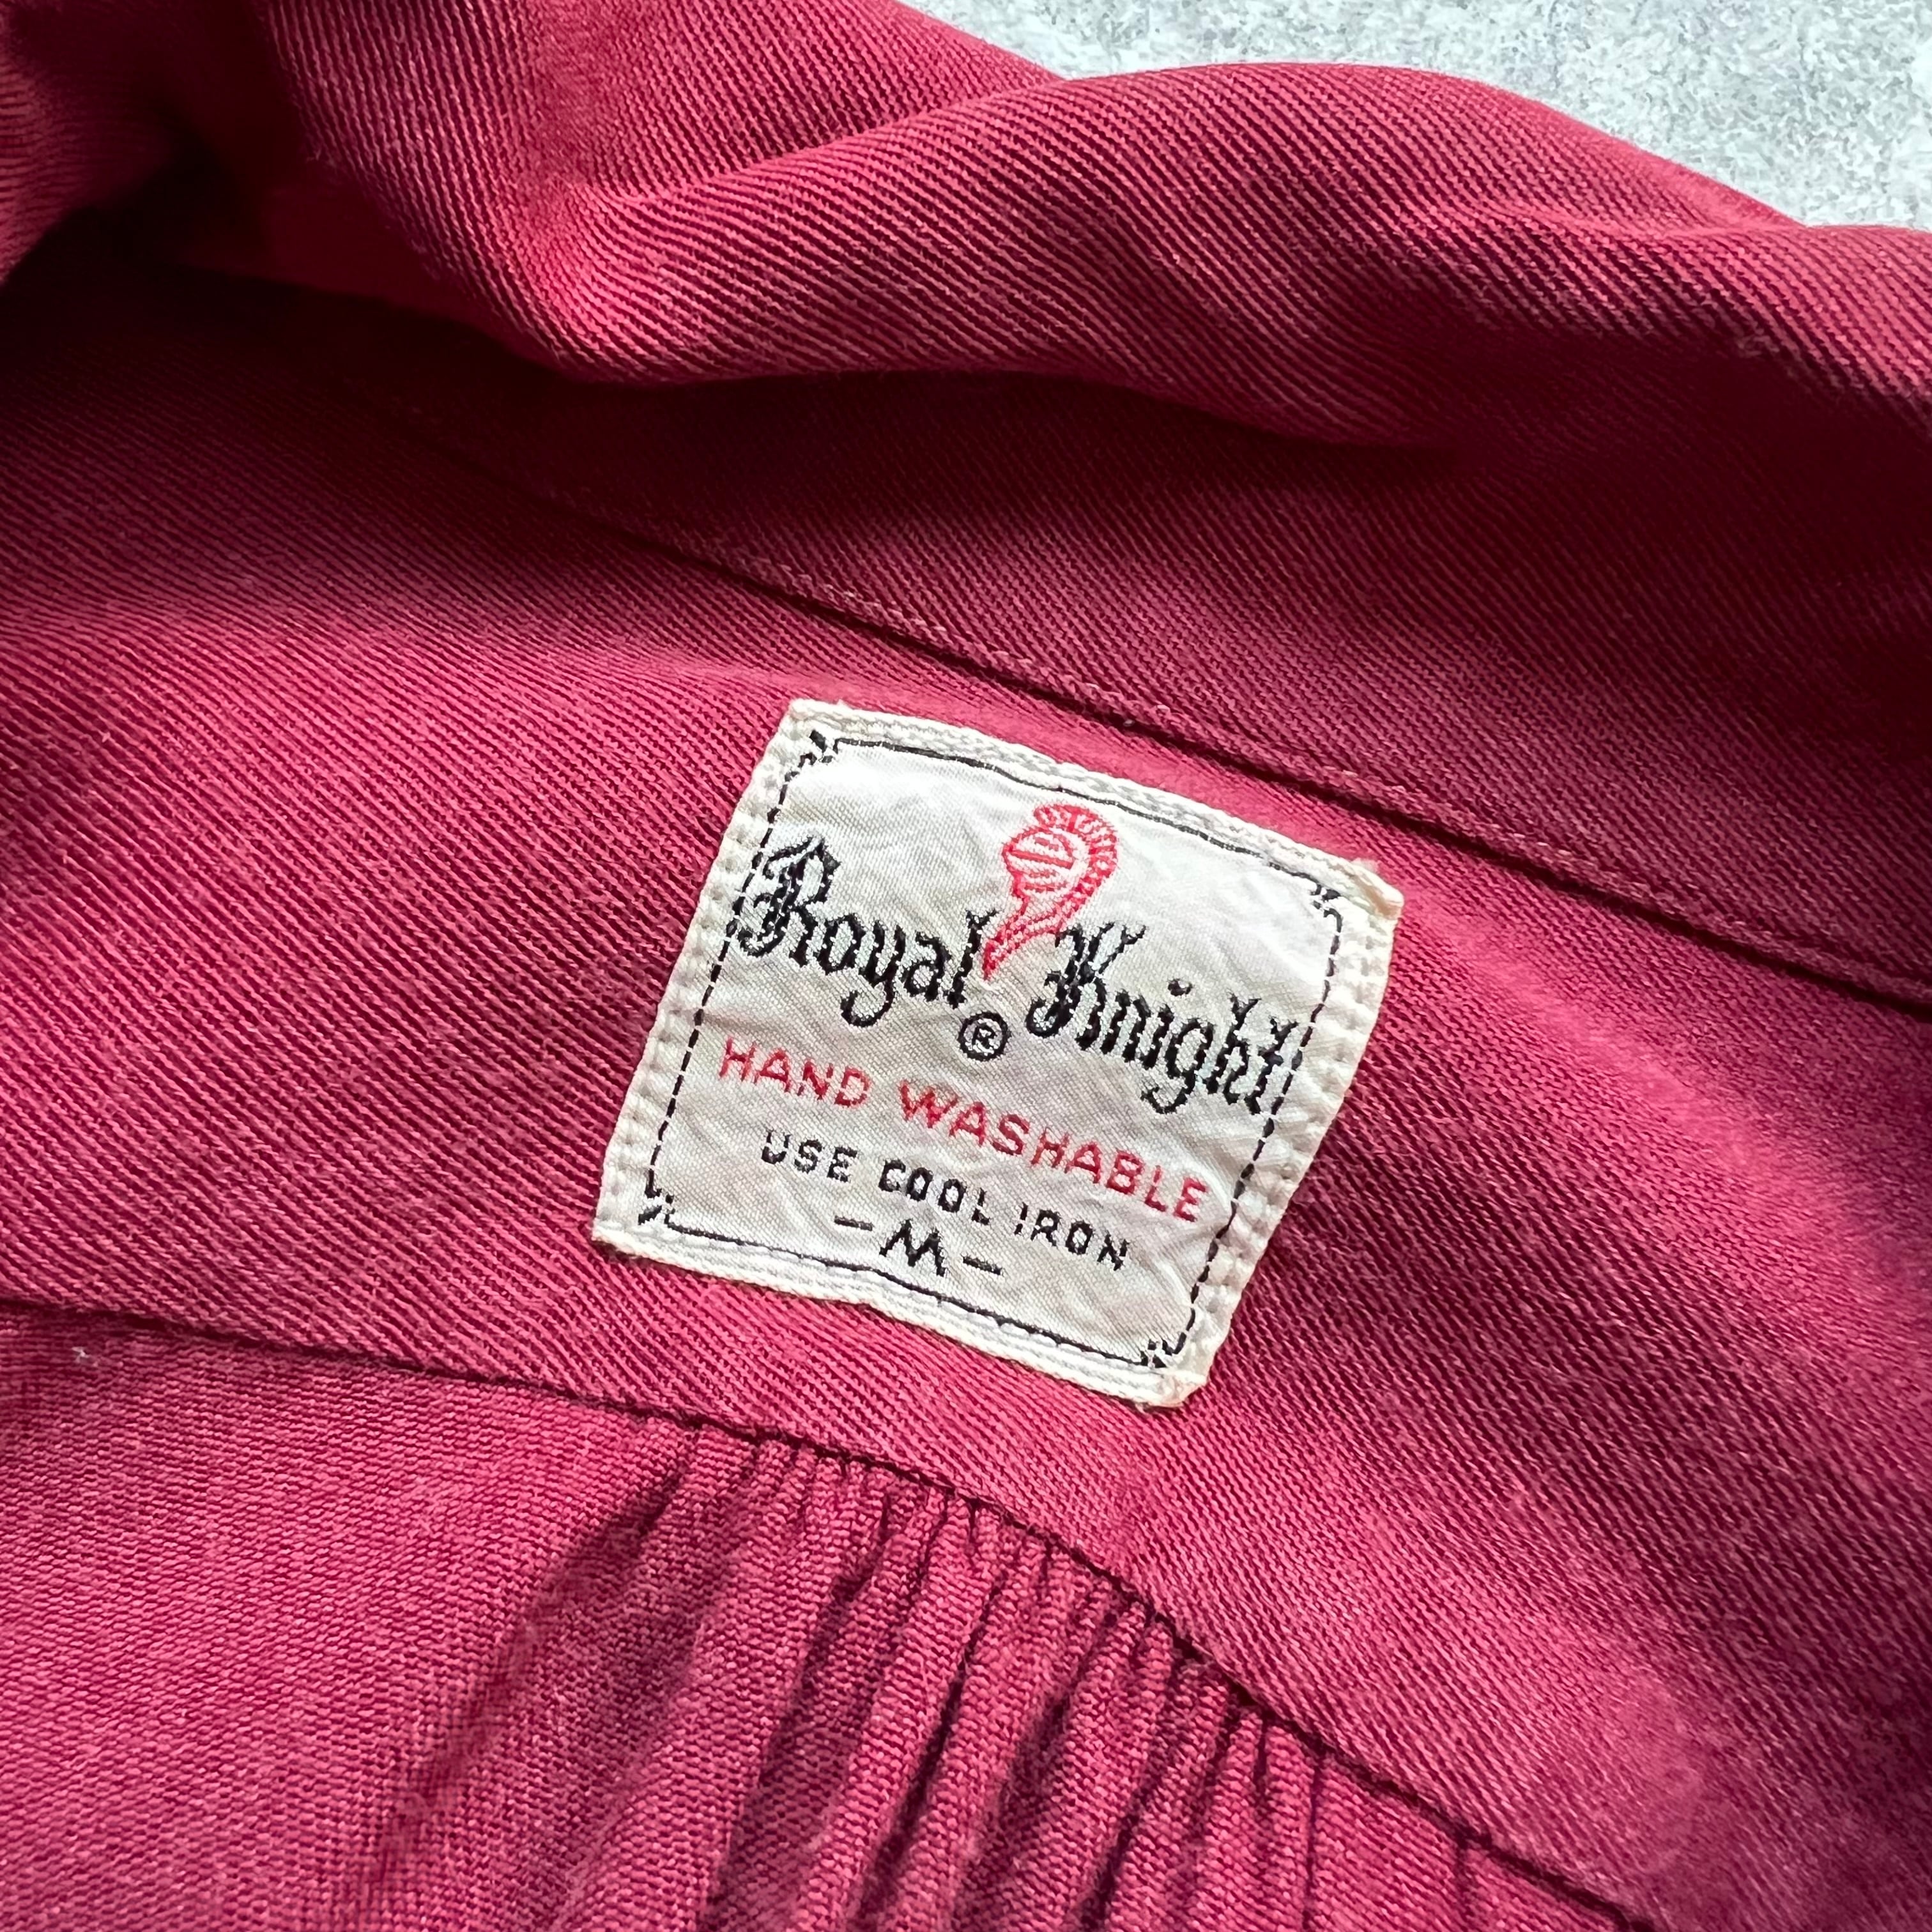 Royal Knight
®
HAND WASHABLE
USE COOL IRON
-M-